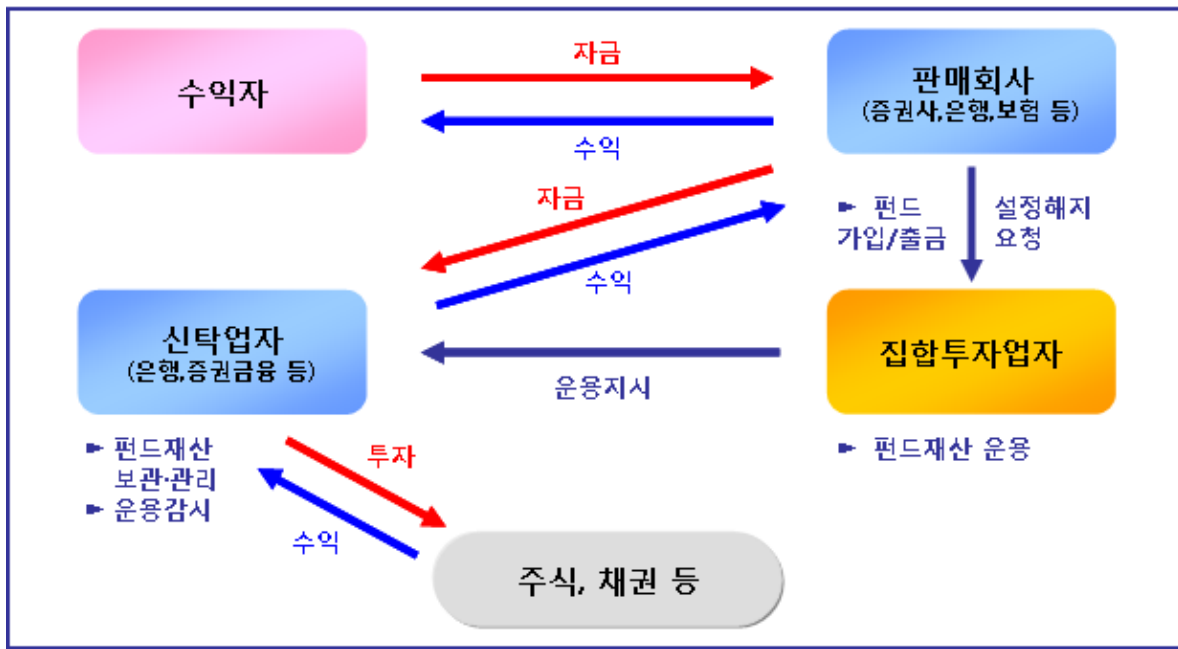 자금
수익자
판매회사
(증권사,은행,보험 등)
수익
자금
► 펀드
가입/출금
설정해지
요청
수익
신탁업자
(은행,증권금융 등)
집합투자업자
운용지시
► 펀드재산
보관·관리
► 운용감시
투자
► 펀드재산 운용
수익
주식, 채권 등